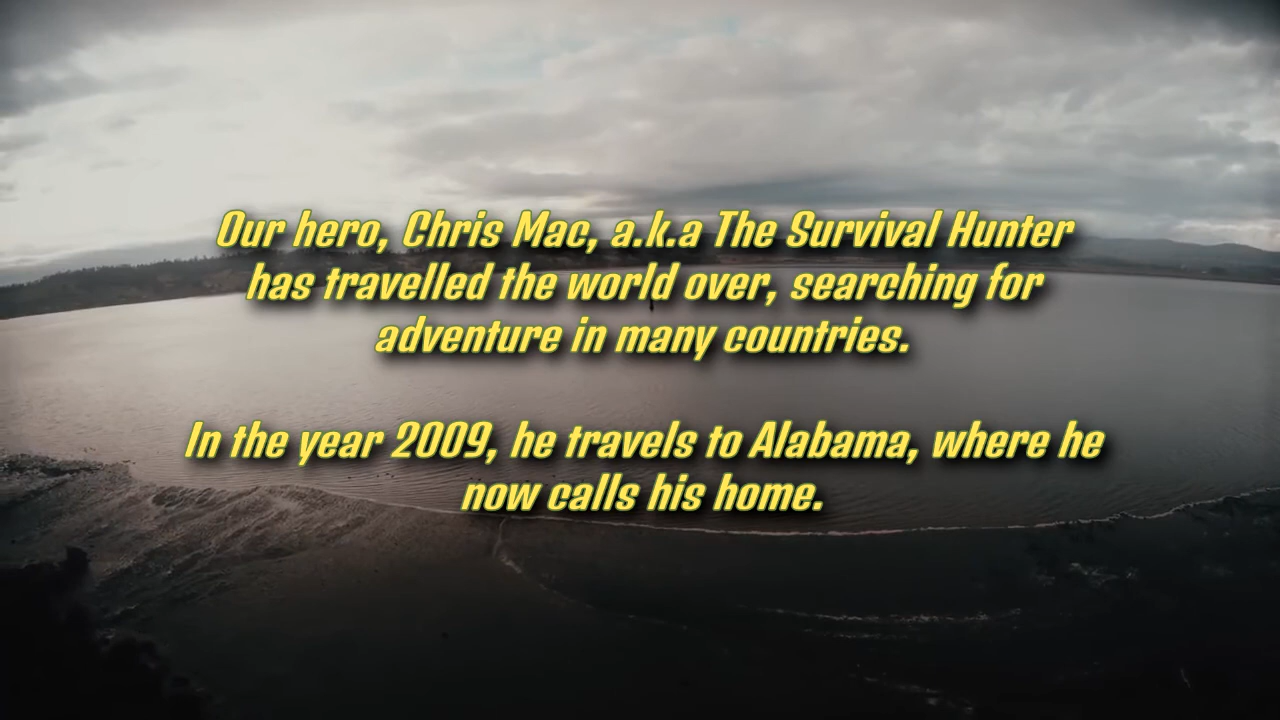 Our hero, Chris Mac, a.k.a The Survival Hunter
has travelled the world over, searching for
adventure in many countries.
In the year 2009, he travels to Alabama, where he
now calls his home.